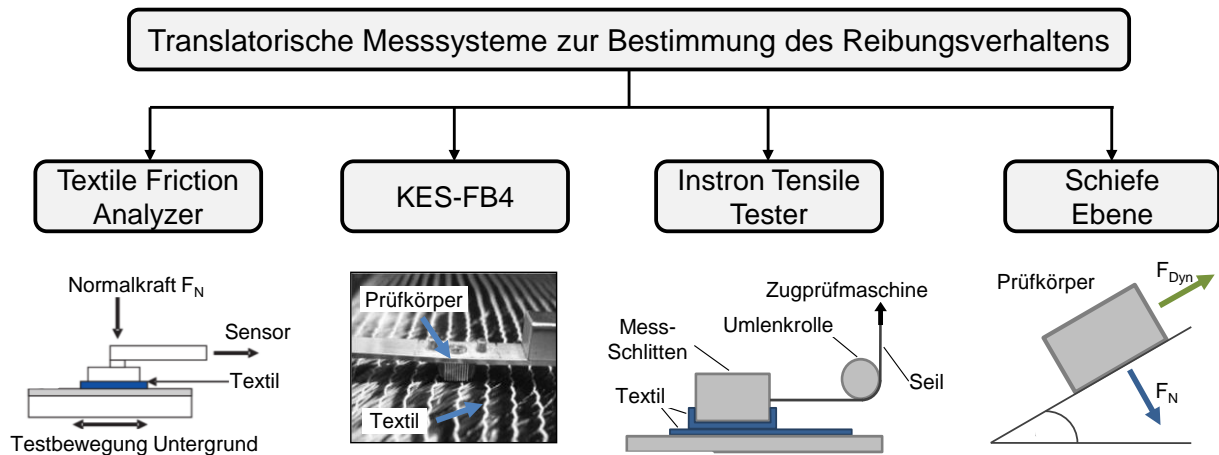 Translatorische Messsysteme zur Bestimmung des Reibungsverhaltens
Textile Friction
Analyzer
KES-FB4
Instron Tensile
Tester
Schiefe
Ebene
Normalkraft FN
Sensor
Textil
Testbewegung Untergrund
Prüfkörper
Textil
Zugprüfmaschine
Umlenkrolle
Mess-
Schlitten
Seil
Textil
Prüfkörper
FDyn
FN